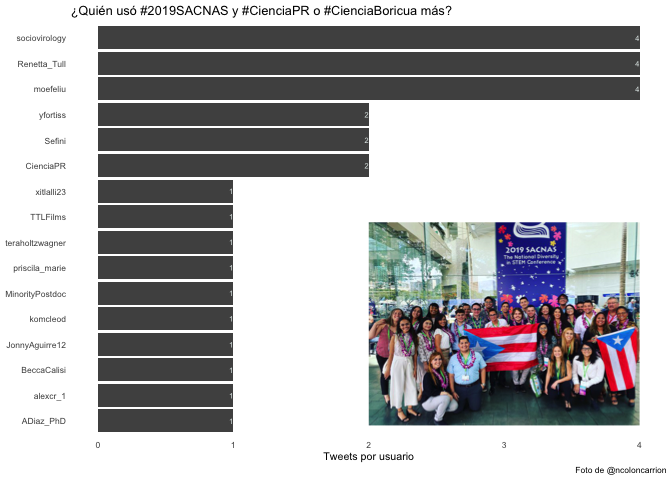 ¿Quién usó #2019SACNAS y #CienciaPR o #CienciaBoricua más?
sociovirology 4
Renetta_Tull 4
moefeliu 4
yfortiss 2
Sefini 2
CienciaPR 2
xitlalli23 1
TTLFilms 1
teraholtzwagner 1
priscila_marie 1
MinorityPostdoc 1
komcleod 1
JonnyAguirre12 1
BeccaCalisi 1
alexcr_1 1
ADiaz_PhD 1
2019 SACNAS
The National Diversity
in STEM Conference
0 1 2 3 4
Tweets por usuario
Foto de @ncoloncarrion